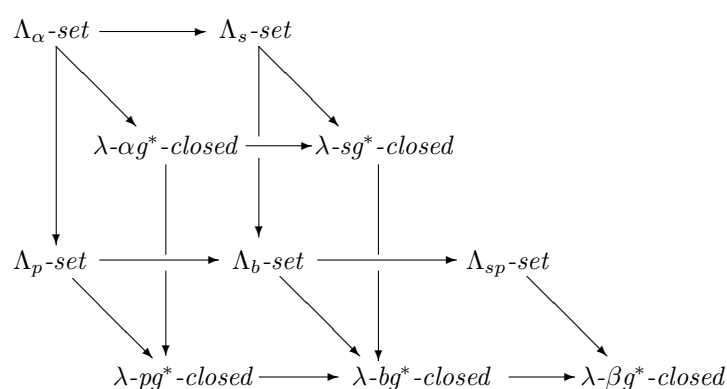 Λα-set Λs-set
λ-αg*-closed λ-sg*-closed
Λp-set Λb-set Λsp-set
λ-pg*-closed λ-bg*-closed λ-βg*-closed